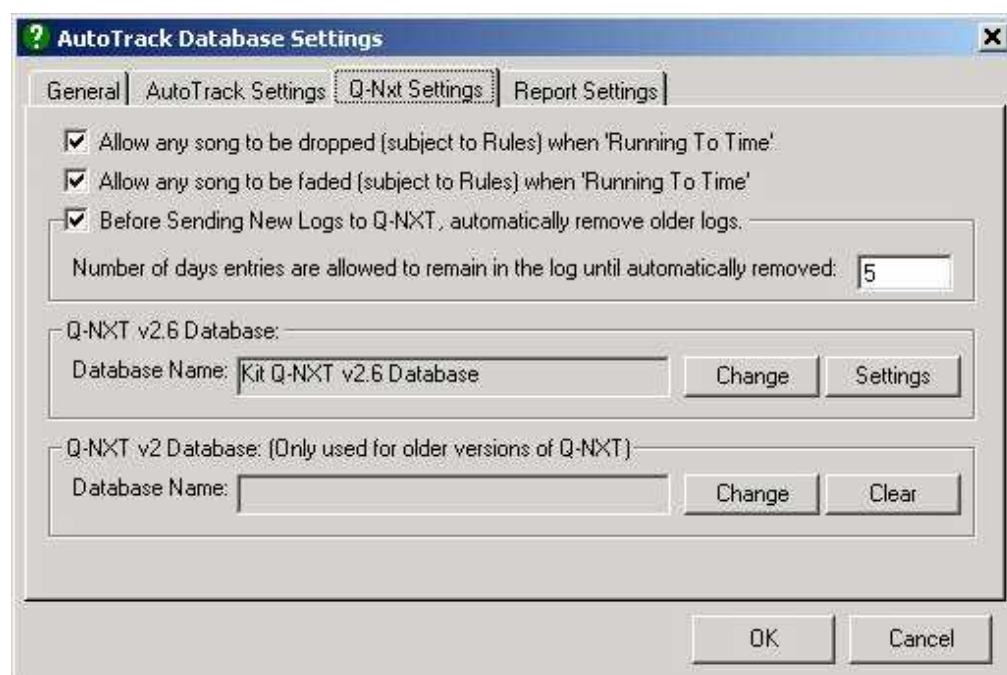 AutoTrack Database Settings
General AutoTrack Settings Q-Nxt Settings Report Settings
Allow any song to be dropped (subject to Rules) when 'Running To Time'
Allow any song to be faded (subject to Rules) when 'Running To Time'
Before Sending New Logs to Q-NXT, automatically remove older logs.
Number of days entries are allowed to remain in the log until automatically removed: 5
Q-NXT v2.6 Database:
Database Name: Kit Q-NXT v2.6 Database Change Settings
Q-NXT v2 Database: (Only used for older versions of Q-NXT)
Database Name: Change Clear
OK Cancel